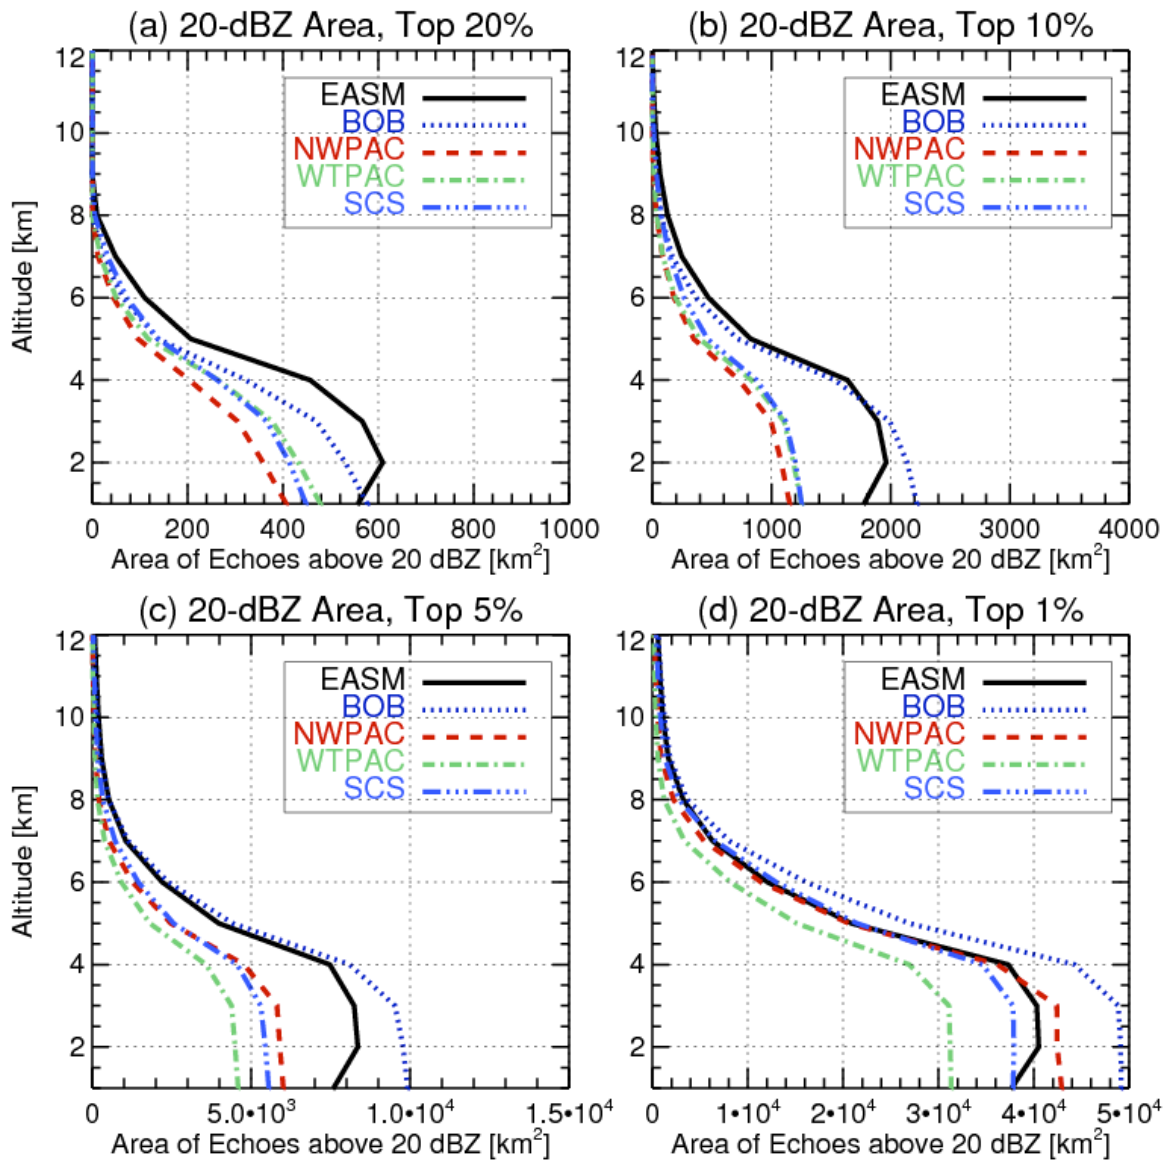 (a) 20-dBZ Area, Top 20%
12
10
8
6
4
2
Altitude [km]
EASM
BOB
NWPAC
WTPAC
SCS
0 200 400 600 800 1000
Area of Echoes above 20 dBZ [km²]
(b) 20-dBZ Area, Top 10%
12
10
8
6
4
2
EASM
BOB
NWPAC
WTPAC
SCS
0 1000 2000 3000 4000
Area of Echoes above 20 dBZ [km²]
(c) 20-dBZ Area, Top 5%
12
10
8
6
4
2
Altitude [km]
EASM
BOB
NWPAC
WTPAC
SCS
0 5.0•10³ 1.0•10⁴ 1.5•10⁴
Area of Echoes above 20 dBZ [km²]
(d) 20-dBZ Area, Top 1%
12
10
8
6
4
2
EASM
BOB
NWPAC
WTPAC
SCS
0 1•10⁴ 2•10⁴ 3•10⁴ 4•10⁴ 5•10⁴
Area of Echoes above 20 dBZ [km²]